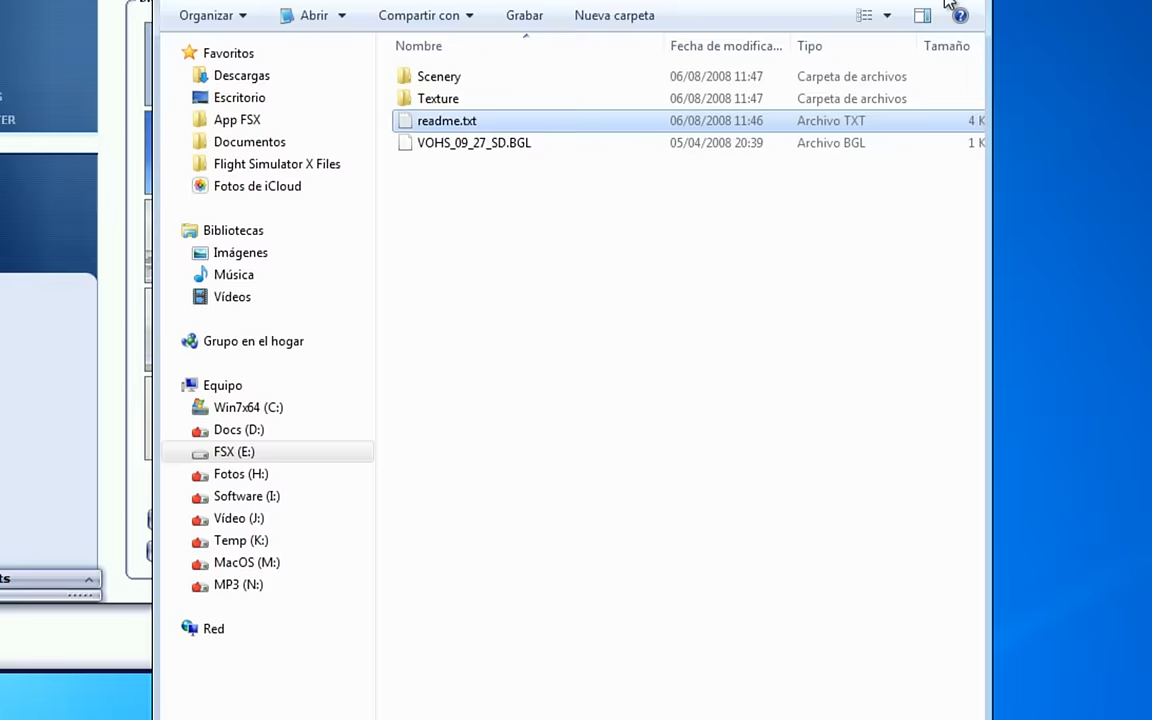 Organizar Abrir Compartir con Grabar Nueva carpeta
Nombre Fecha de modifica... Tipo Tamaño
Scenery 06/08/2008 11:47 Carpeta de archivos
Texture 06/08/2008 11:47 Carpeta de archivos
readme.txt 06/08/2008 11:46 Archivo TXT 4 K
VOHS_09_27_SD.BGL 05/04/2008 20:39 Archivo BGL 1 K
Favoritos
Descargas
Escritorio
App FSX
Documentos
Flight Simulator X Files
Fotos de iCloud
Bibliotecas
Imágenes
Música
Vídeos
Grupo en el hogar
Equipo
Win7x64 (C:)
Docs (D:)
FSX (E:)
Fotos (H:)
Software (I:)
Vídeo (J:)
Temp (K:)
MacOS (M:)
MP3 (N:)
Red
TER
ts